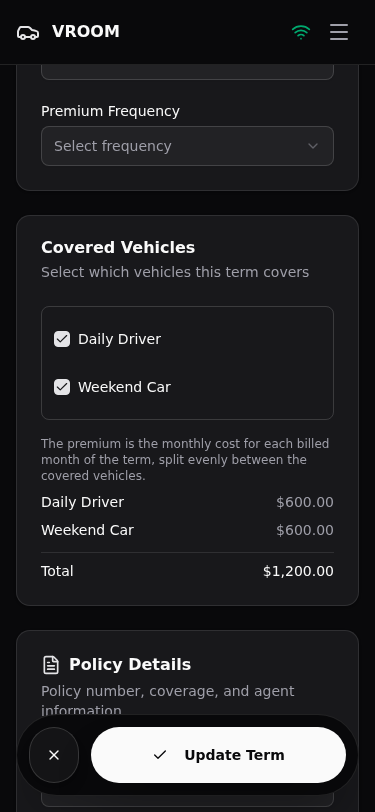 VROOM
Premium Frequency
Select frequency
Covered Vehicles
Select which vehicles this term covers
Daily Driver
Weekend Car
The premium is the monthly cost for each billed
month of the term, split evenly between the
covered vehicles.
Daily Driver $600.00
Weekend Car $600.00
Total $1,200.00
Policy Details
Policy number, coverage, and agent
information
Update Term